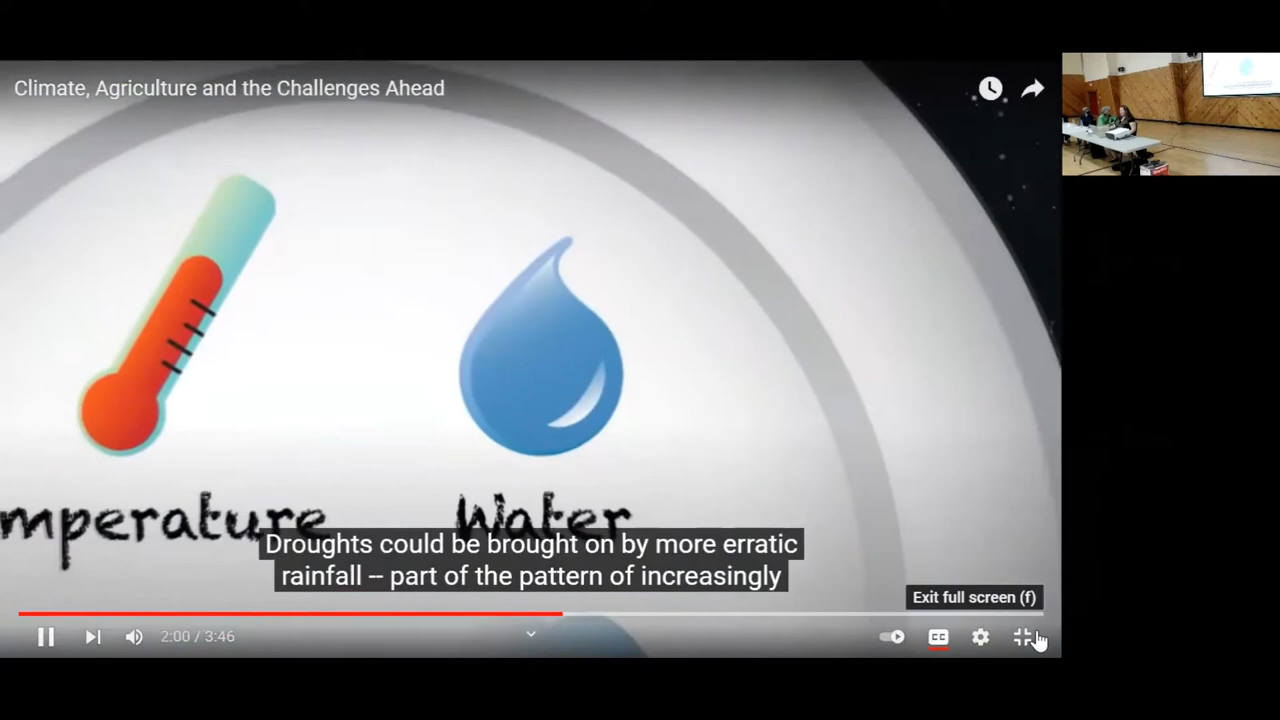 Climate, Agriculture and the Challenges Ahead
mperature
Water
Droughts could be brought on by more erratic
rainfall -- part of the pattern of increasingly
Exit full screen (f)
2:00 / 3:46
CC